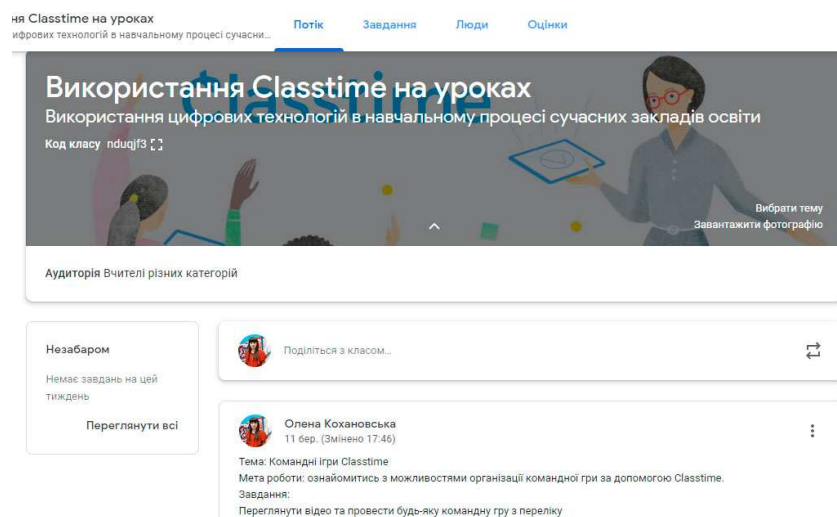 ня Classtime на уроках
ифрових технологій в навчальному процесі сучасни...
Потік Завдання Люди Оцінки
Classtime
Використання Classtime на уроках
Використання цифрових технологій в навчальному процесі сучасних закладів освіти
Код класу nduqjf3
Вибрати тему
Завантажити фотографію
Аудиторія Вчителі різних категорій
Незабаром
Немає завдань на цей
тиждень
Переглянути всі
Поділіться з класом...
Олена Кохановська
11 бер. (Змінено 17:46)
Тема: Командні ігри Classtime
Мета роботи: ознайомитись з можливостями організації командної гри за допомогою Classtime.
Завдання:
Переглянути відео та провести будь-яку командну гру з переліку